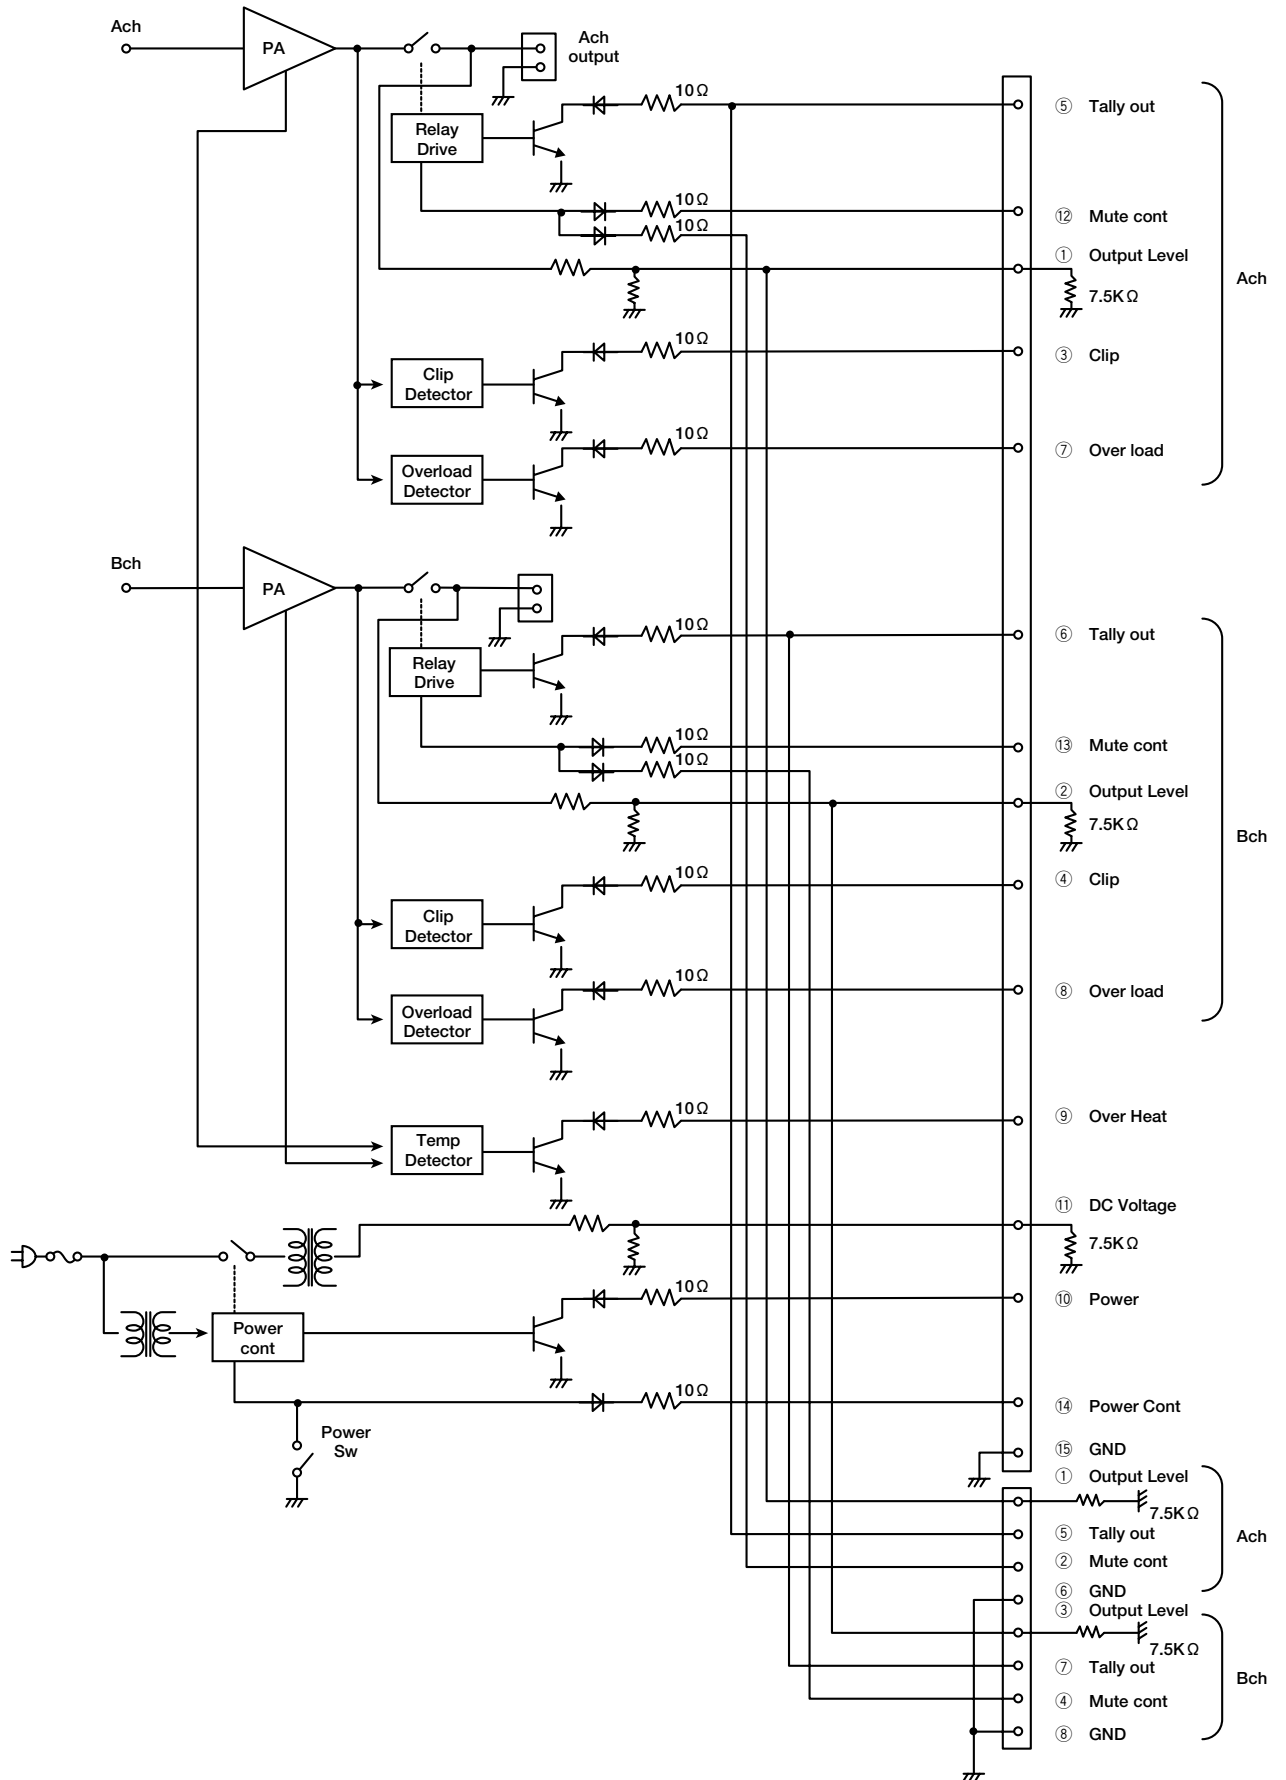 Ach
PA
Ach
output
10Ω
⑤ Tally out
Relay
Drive
10Ω
⑫ Mute cont
10Ω
① Output Level
7.5KΩ
Ach
10Ω
③ Clip
Clip
Detector
10Ω
⑦ Over load
Overload
Detector
Bch
PA
10Ω
⑥ Tally out
Relay
Drive
10Ω
⑬ Mute cont
10Ω
② Output Level
7.5KΩ
Bch
10Ω
④ Clip
Clip
Detector
10Ω
⑧ Over load
Overload
Detector
10Ω
⑨ Over Heat
Temp
Detector
⑪ DC Voltage
7.5KΩ
10Ω
⑩ Power
Power
cont
10Ω
⑭ Power Cont
Power
Sw
⑮ GND
① Output Level
7.5KΩ
⑤ Tally out
Ach
② Mute cont
⑥ GND
③ Output Level
7.5KΩ
⑦ Tally out
Bch
④ Mute cont
⑧ GND